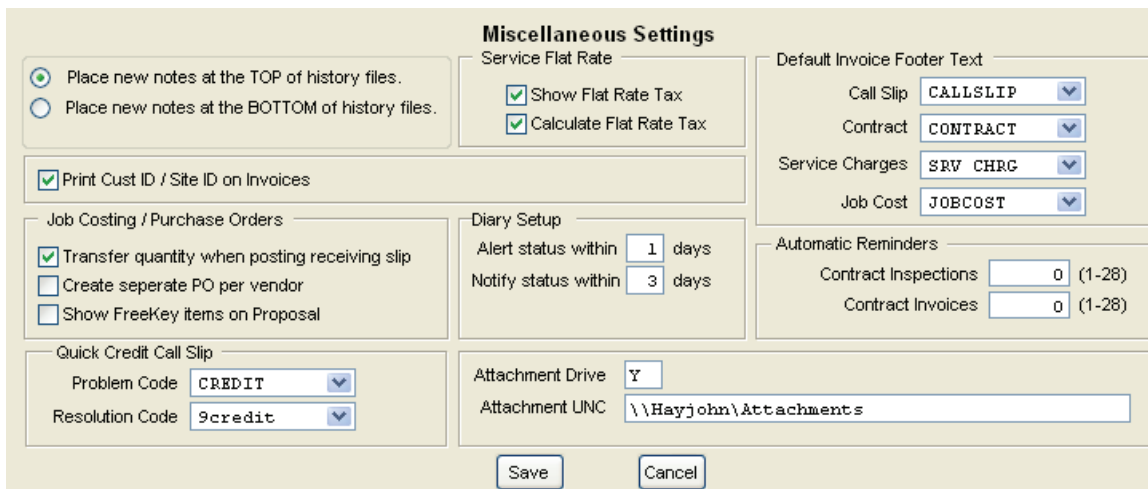 Miscellaneous Settings
Place new notes at the TOP of history files.
Place new notes at the BOTTOM of history files.
Service Flat Rate
Show Flat Rate Tax
Calculate Flat Rate Tax
Default Invoice Footer Text
Call Slip CALLSLIP
Contract CONTRACT
Service Charges SRV CHRG
Job Cost JOBCOST
Print Cust ID / Site ID on Invoices
Job Costing / Purchase Orders
Transfer quantity when posting receiving slip
Create seperate PO per vendor
Show FreeKey items on Proposal
Diary Setup
Alert status within 1 days
Notify status within 3 days
Automatic Reminders
Contract Inspections 0 (1-28)
Contract Invoices 0 (1-28)
Quick Credit Call Slip
Problem Code CREDIT
Resolution Code 9credit
Attachment Drive Y
Attachment UNC \\Hayjohn\Attachments
Save Cancel